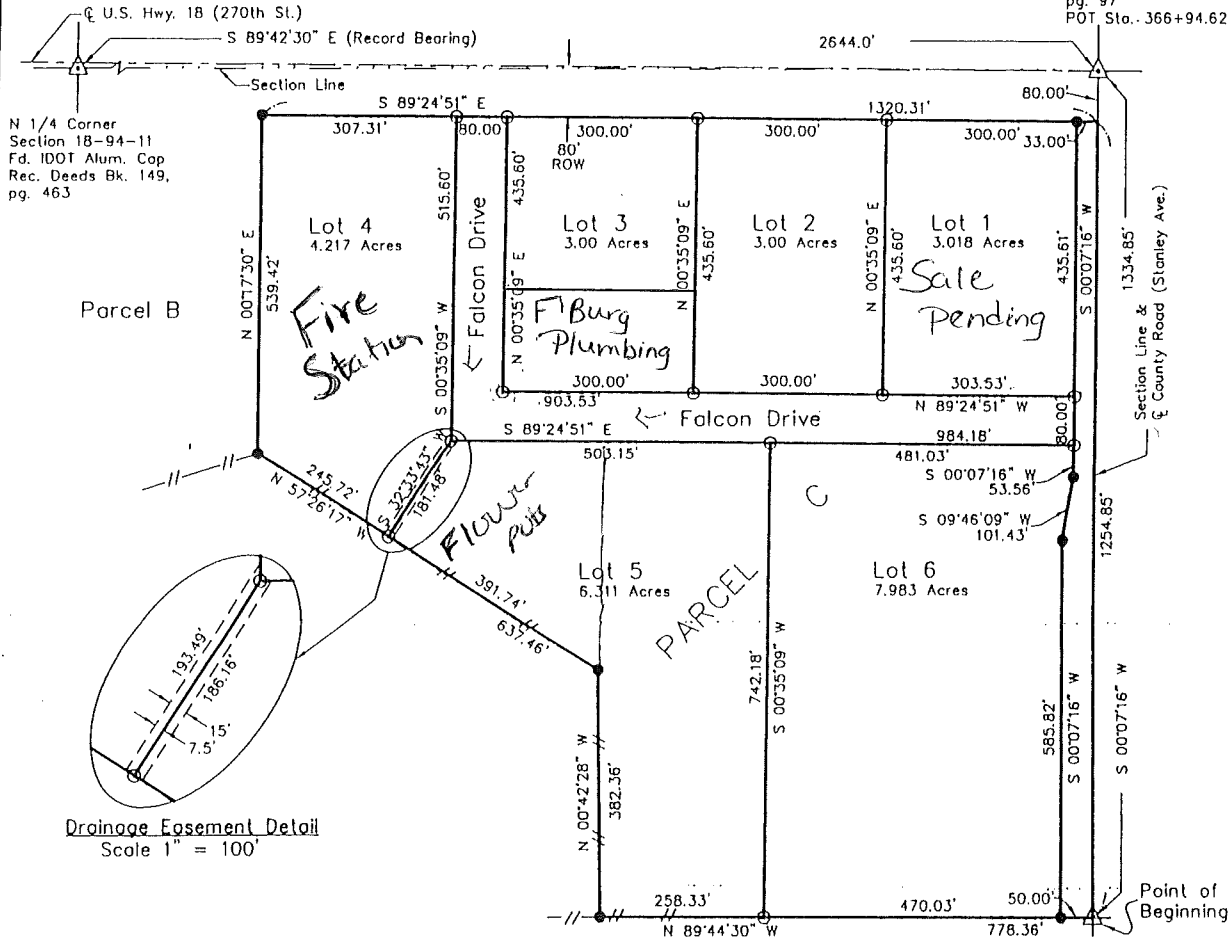 ℄ U.S. Hwy. 18 (270th St.)
S 89°42'30" E (Record Bearing)
Section Line
pg. 97
POT Sta. 366+94.62
2644.0'
80.00'
N 1/4 Corner
Section 18-94-11
Fd. IDOT Alum. Cap
Rec. Deeds Bk. 149,
pg. 463
S 89°24'51" E
1320.31'
307.31'
80.00'
300.00'
300.00'
300.00'
33.00'
80'
ROW
Lot 4
4.217 Acres
Lot 3
3.00 Acres
Lot 2
3.00 Acres
Lot 1
3.018 Acres
515.60'
S 00°35'09" W
Falcon Drive
435.60'
N 00°35'09" E
N 00°35'09" E
435.60'
N 00°35'09" E
435.60'
435.61'
S 00°07'16" W
1334.85'
Section Line &
℄ County Road (Stanley Ave.)
N 00°17'30" E
539.42'
Parcel B
Fire
Station
F'Burg
Plumbing
Sale
Pending
300.00'
300.00'
303.53'
903.53'
N 89°24'51" W
Falcon Drive
80.00'
S 89°24'51" E
984.18'
503.15'
481.03'
S 00°07'16" W
53.56'
S 09°46'09" W
101.43'
1254.85'
245.72'
N 57°26'17" W
S 32°33'43" W
181.48'
Flower
391.74'
637.46'
Lot 5
6.311 Acres
PARCEL
C
Lot 6
7.983 Acres
742.18'
S 00°35'09" W
585.82'
S 00°07'16" W
S 00°07'16" W
N 00°42'28" W
382.36'
193.49'
186.16'
15'
7.5'
Drainage Easement Detail
Scale 1" = 100'
258.33'
470.03'
50.00'
N 89°44'30" W
778.36'
Point of
Beginning